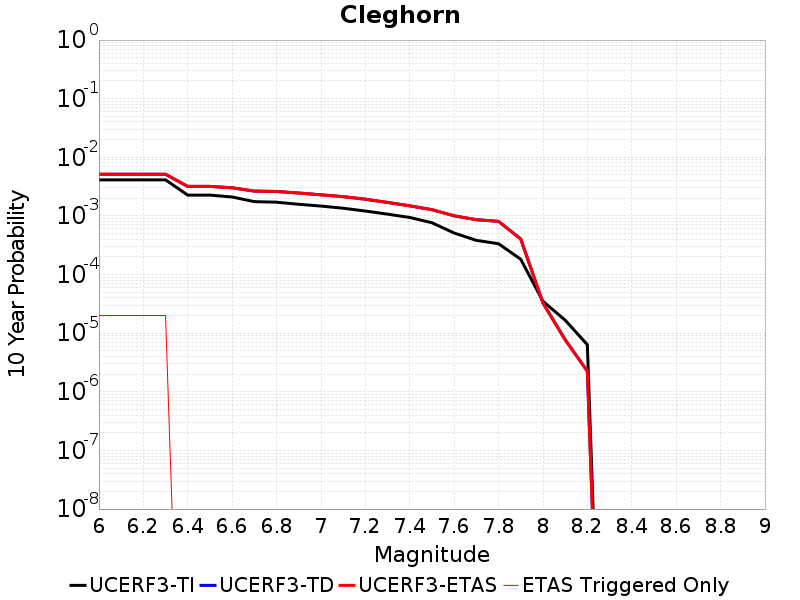 Cleghorn
10^0
10^-1
10^-2
10^-3
10^-4
10^-5
10^-6
10^-7
10^-8
10 Year Probability
6 6.2 6.4 6.6 6.8 7 7.2 7.4 7.6 7.8 8 8.2 8.4 8.6 8.8 9
Magnitude
UCERF3-TI UCERF3-TD UCERF3-ETAS ETAS Triggered Only